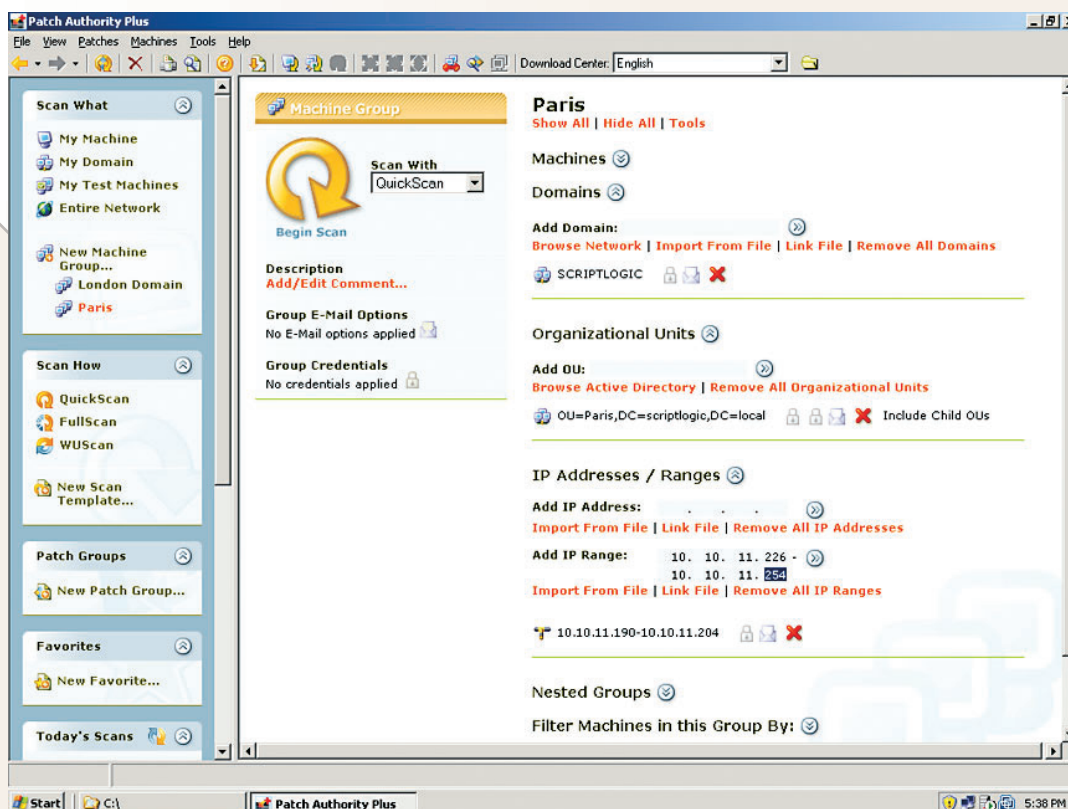 Patch Authority Plus
File View Patches Machines Tools Help
Download Center: English
Scan What
My Machine
My Domain
My Test Machines
Entire Network
New Machine
Group...
London Domain
Paris
Scan How
QuickScan
FullScan
WUScan
New Scan
Template...
Patch Groups
New Patch Group...
Favorites
New Favorite...
Today's Scans
Machine Group
Scan With
QuickScan
Begin Scan
Description
Add/Edit Comment...
Group E-Mail Options
No E-Mail options applied
Group Credentials
No credentials applied
Paris
Show All | Hide All | Tools
Machines
Domains
Add Domain:
Browse Network | Import From File | Link File | Remove All Domains
SCRIPTLOGIC
Organizational Units
Add OU:
Browse Active Directory | Remove All Organizational Units
OU=Paris,DC=scriptlogic,DC=local Include Child OUs
IP Addresses / Ranges
Add IP Address: . . .
Import From File | Link File | Remove All IP Addresses
Add IP Range: 10. 10. 11. 226 -
10. 10. 11. 254
Import From File | Link File | Remove All IP Ranges
10.10.11.190-10.10.11.204
Nested Groups
Filter Machines in this Group By:
Start C:\ Patch Authority Plus 5:38 PM